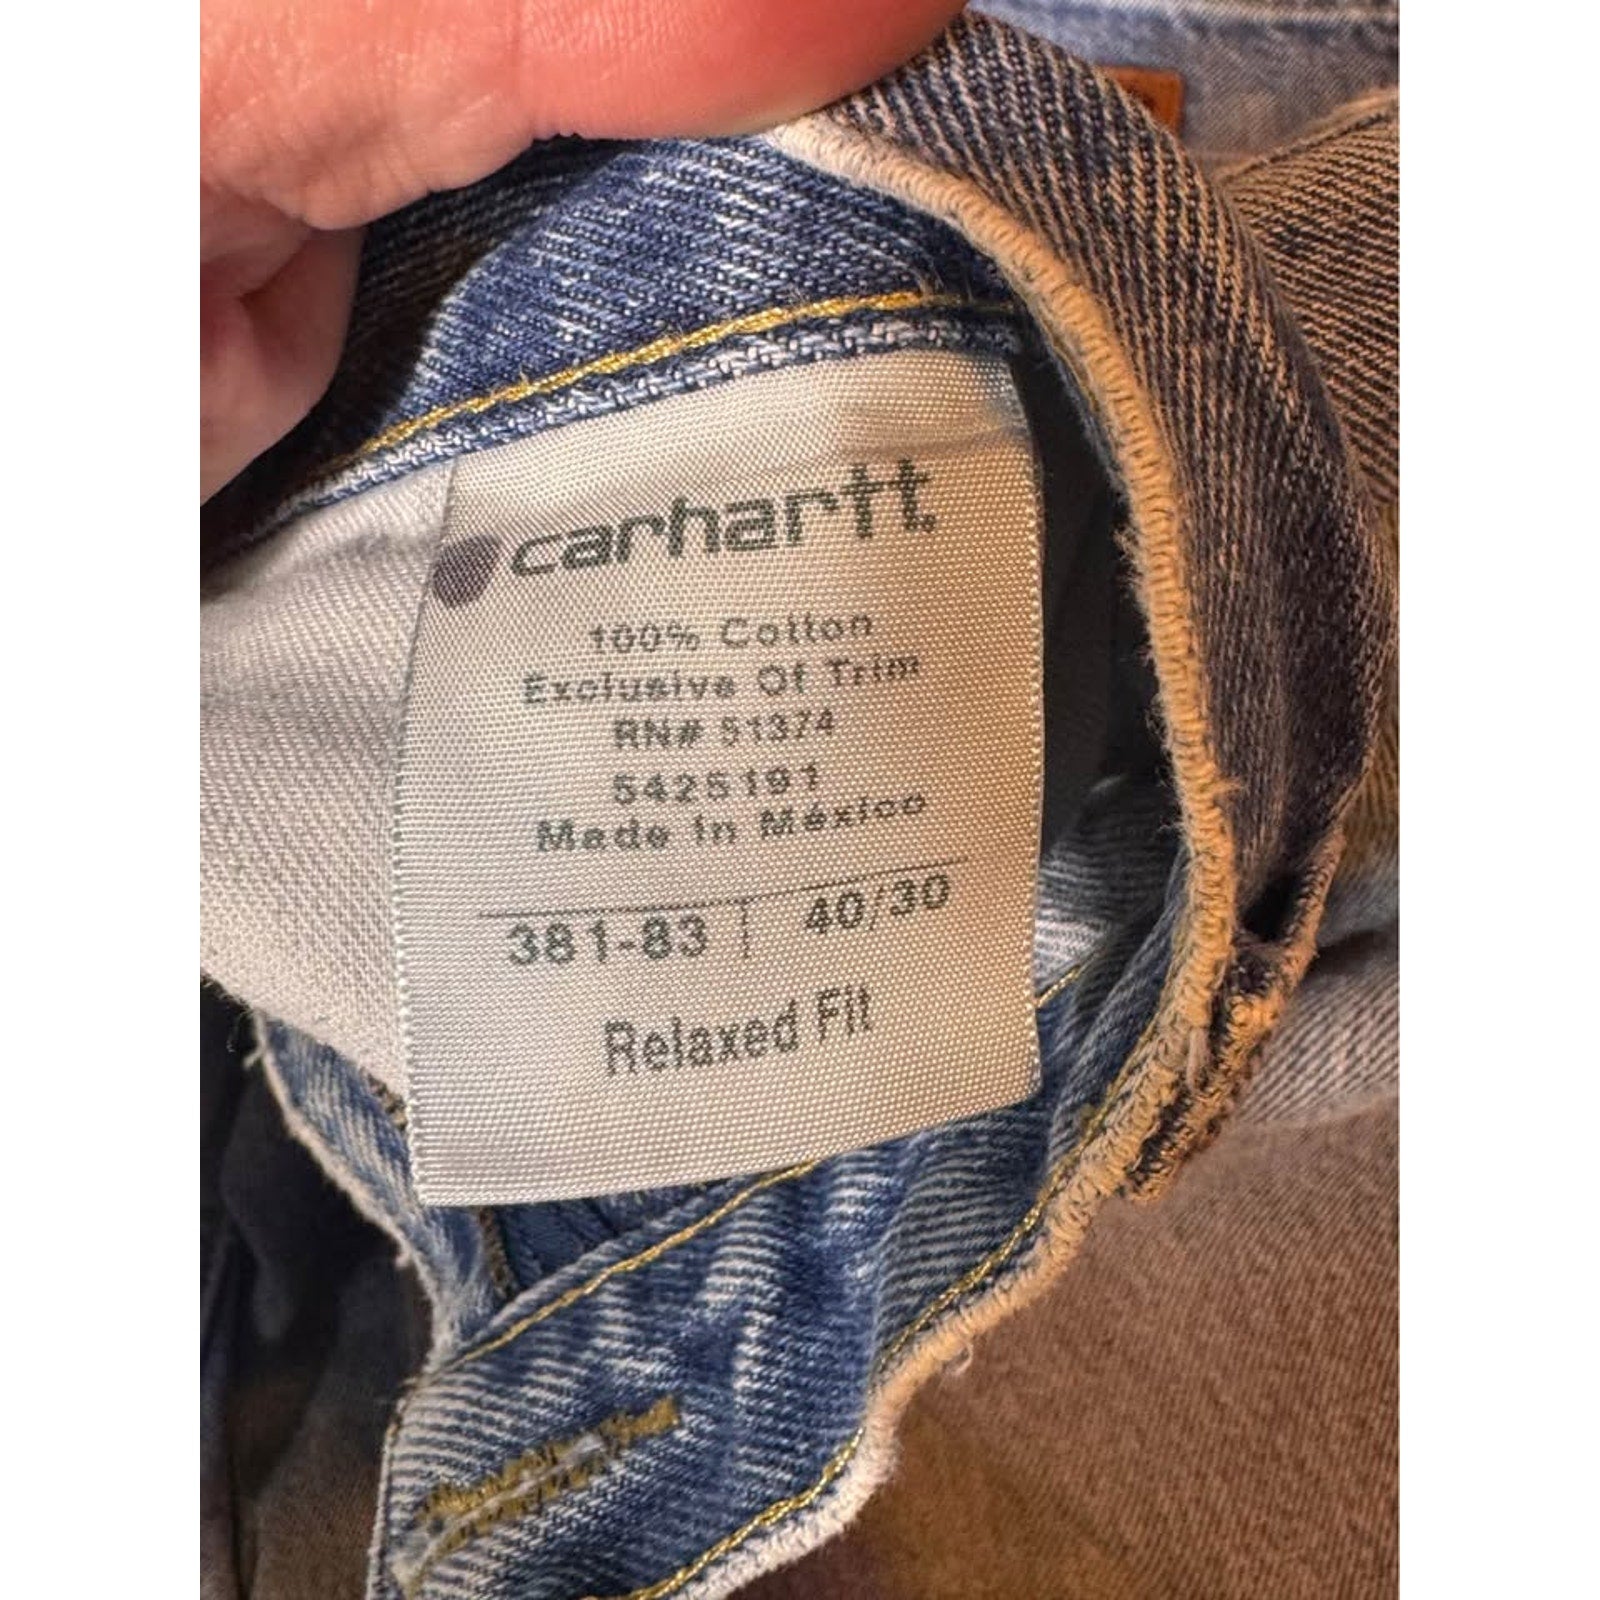 carhartt.
100% Cotton
Exclusive Of Trim
RN# 51374
5425191
Made In México
381-83 | 40/30
Relaxed Fit